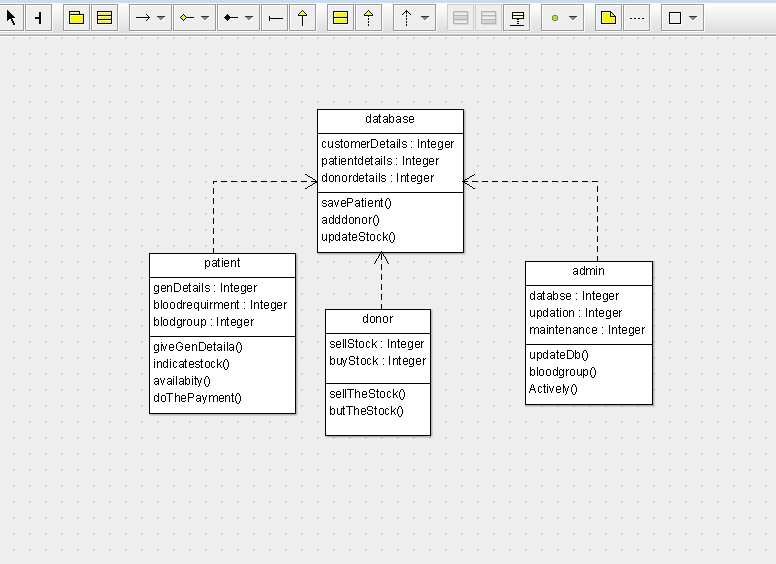 database
customerDetails : Integer
patientdetails : Integer
donordetails : Integer
savePatient()
adddonor()
updateStock()
patient
genDetails : Integer
bloodrequirment : Integer
blodgroup : Integer
giveGenDetaila()
indicatestock()
availabity()
doThePayment()
donor
sellStock : Integer
buyStock : Integer
sellTheStock()
butTheStock()
admin
databse : Integer
updation : Integer
maintenance : Integer
updateDb()
bloodgroup()
Actively()